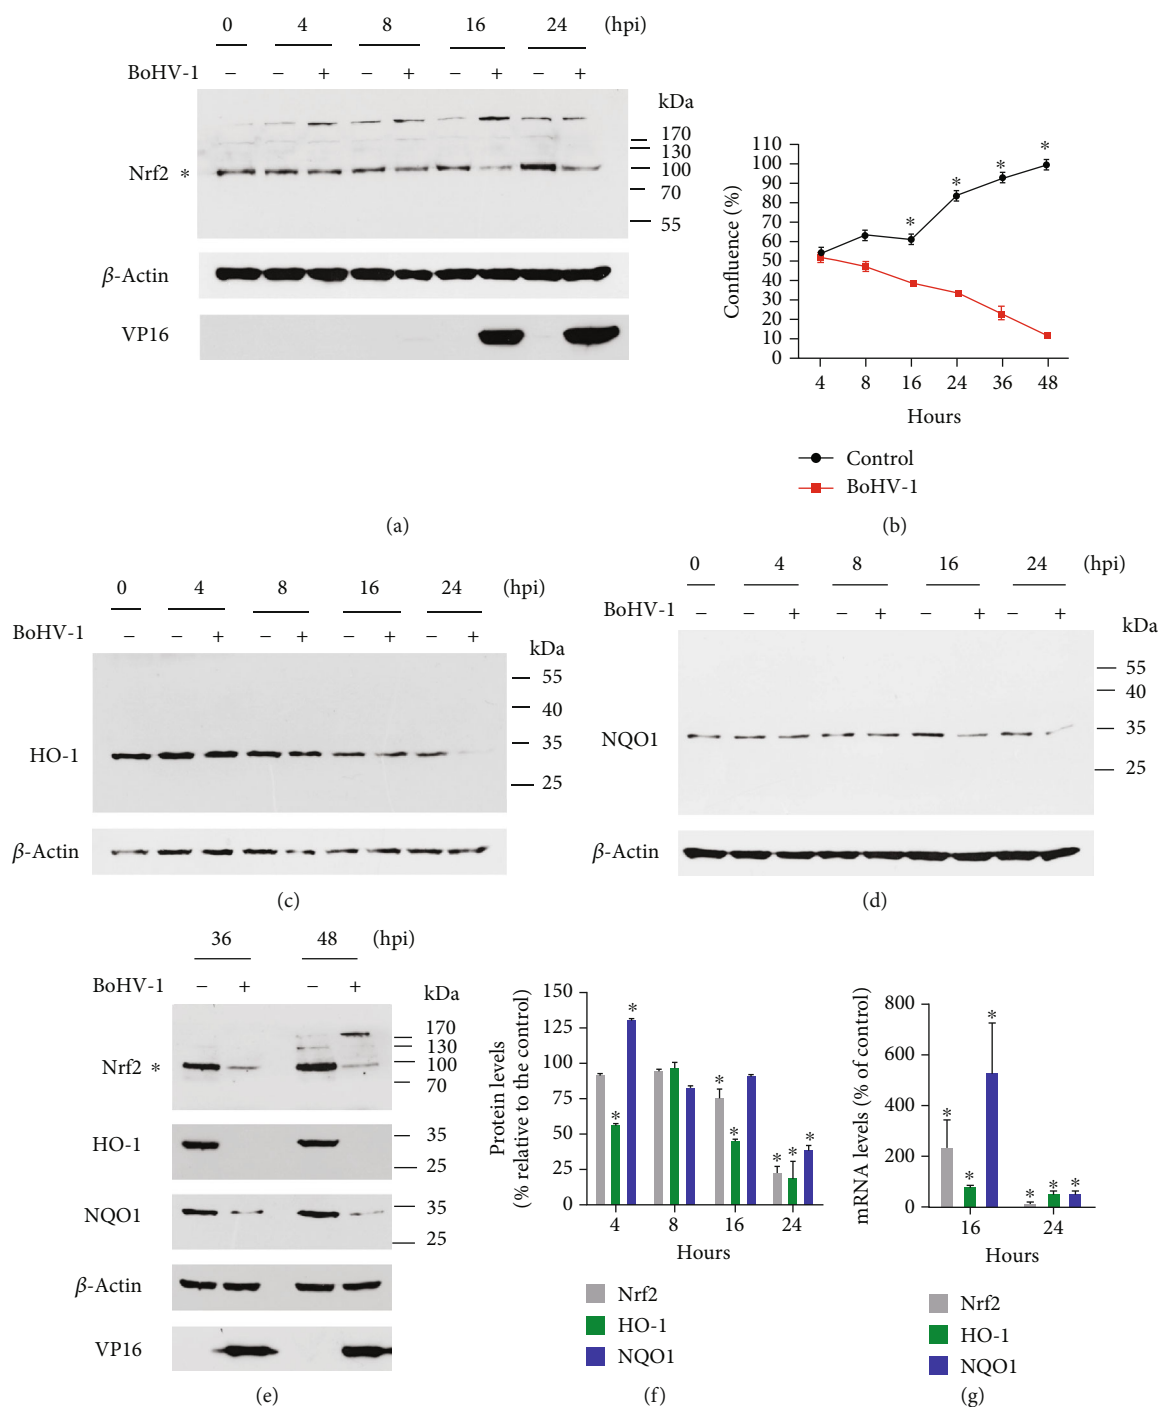 0 4 8 16 24 (hpi)
BoHV-1 – – + – + – + – +
kDa
Nrf2 *
170
130
100
70
55
β-Actin
VP16
(a)
110
100
90
80
70
60
50
40
30
20
10
0
Confluence (%)
* * * *
4 8 16 24 36 48
Hours
Control
BoHV-1
(b)
0 4 8 16 24 (hpi)
BoHV-1 – – + – + – + – +
kDa
55
40
35
25
HO-1
β-Actin
(c)
0 4 8 16 24 (hpi)
BoHV-1 – – + – + – + – +
kDa
55
40
35
25
NQO1
β-Actin
(d)
36 48 (hpi)
BoHV-1 – + – +
kDa
Nrf2 *
170
130
100
70
HO-1
35
25
NQO1
35
25
β-Actin
VP16
(e)
Protein levels
(% relative to the control)
150
125
100
75
50
25
0
* * * * * * *
4 8 16 24
Hours
Nrf2
HO-1
NQO1
(f)
mRNA levels (% of control)
800
600
400
200
0
* * * * * *
16 24
Hours
Nrf2
HO-1
NQO1
(g)